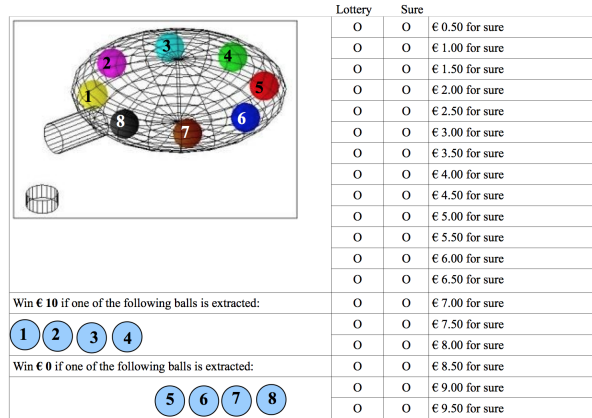 Lottery Sure
O O € 0.50 for sure
O O € 1.00 for sure
O O € 1.50 for sure
O O € 2.00 for sure
O O € 2.50 for sure
O O € 3.00 for sure
O O € 3.50 for sure
O O € 4.00 for sure
O O € 4.50 for sure
O O € 5.00 for sure
O O € 5.50 for sure
O O € 6.00 for sure
O O € 6.50 for sure
O O € 7.00 for sure
O O € 7.50 for sure
O O € 8.00 for sure
O O € 8.50 for sure
O O € 9.00 for sure
O O € 9.50 for sure
1 2 3 4 5 6 7 8
Win € 10 if one of the following balls is extracted:
1 2 3 4
Win € 0 if one of the following balls is extracted:
5 6 7 8